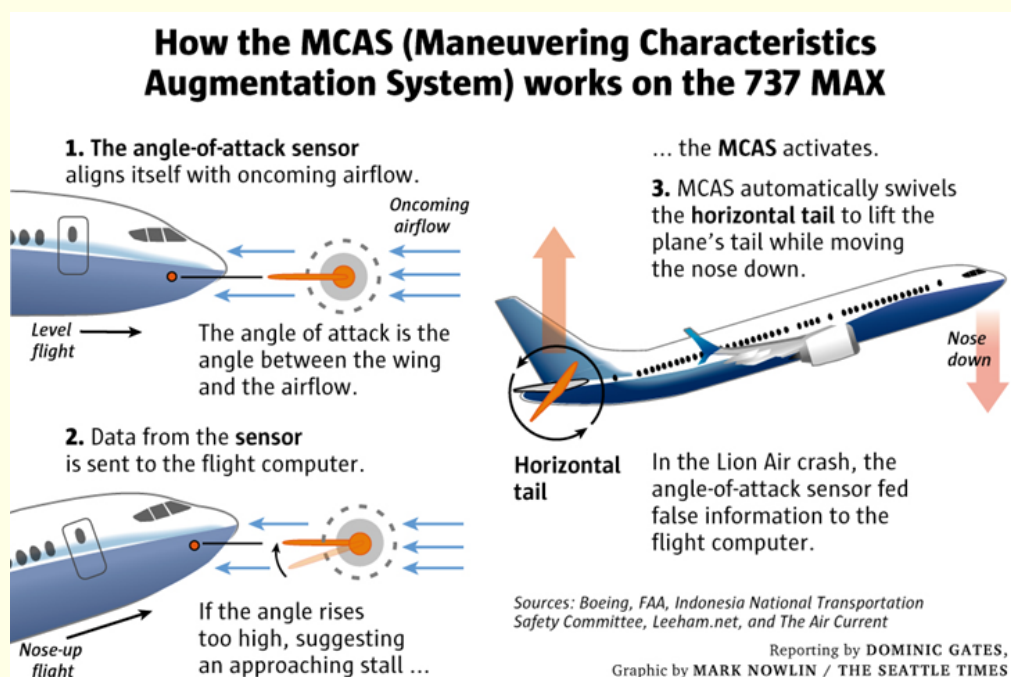 How the MCAS (Maneuvering Characteristics
Augmentation System) works on the 737 MAX
1. The angle-of-attack sensor
aligns itself with oncoming airflow.
Oncoming
airflow
Level
flight
The angle of attack is the
angle between the wing
and the airflow.
2. Data from the sensor
is sent to the flight computer.
Nose-up
flight
If the angle rises
too high, suggesting
an approaching stall ...
... the MCAS activates.
3. MCAS automatically swivels
the horizontal tail to lift the
plane's tail while moving
the nose down.
Nose
down
Horizontal
tail
In the Lion Air crash, the
angle-of-attack sensor fed
false information to the
flight computer.
Sources: Boeing, FAA, Indonesia National Transportation
Safety Committee, Leeham.net, and The Air Current
Reporting by DOMINIC GATES,
Graphic by MARK NOWLIN / THE SEATTLE TIMES